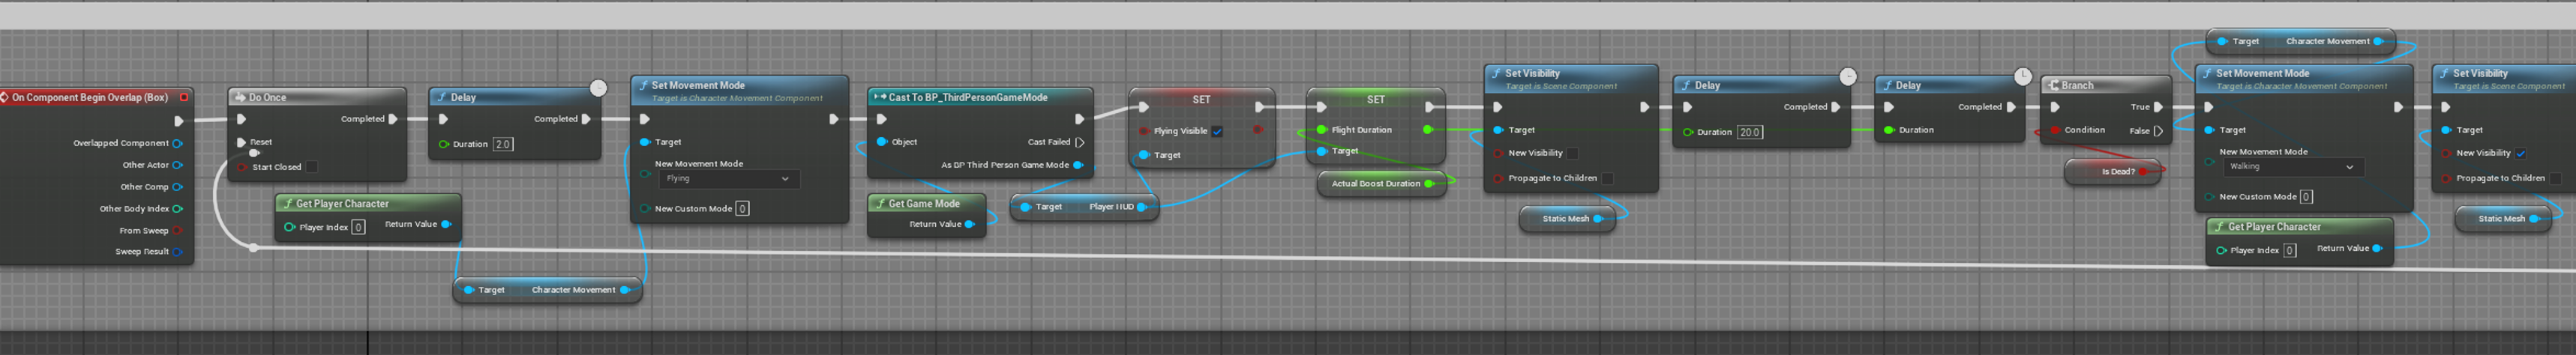 On Component Begin Overlap (Box)
Overlapped Component
Other Actor
Other Comp
Other Body Index
From Sweep
Sweep Result
Do Once
Completed
Reset
Start Closed
Get Player Character
Player Index 0
Return Value
Delay
Completed
Duration 2.0
Target Character Movement
Set Movement Mode
Target is Character Movement Component
Target
New Movement Mode
Flying
New Custom Mode 0
Cast To BP_ThirdPersonGameMode
Object
Cast Failed
As BP Third Person Game Mode
Get Game Mode
Return Value
Target Player HUD
SET
Flying Visible
Target
SET
Flight Duration
Target
Actual Boost Duration
Set Visibility
Target is Scene Component
Target
New Visibility
Propagate to Children
Static Mesh
Delay
Completed
Duration 20.0
Delay
Completed
Duration
Branch
True
Condition False
Is Dead?
Target Character Movement
Set Movement Mode
Target is Character Movement Component
Target
New Movement Mode
Walking
New Custom Mode 0
Get Player Character
Player Index 0
Return Value
Set Visibility
Target is Scene Component
Target
New Visibility
Propagate to Children
Static Mesh